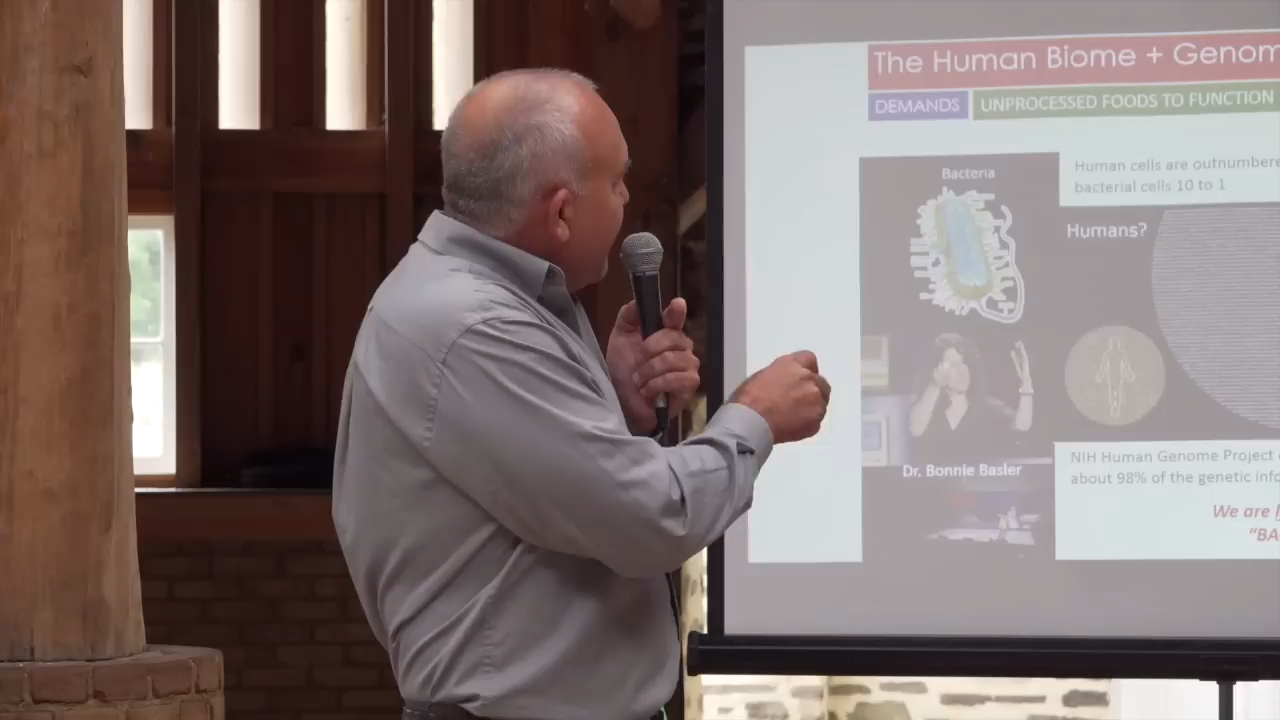 The Human Biome + Genom
DEMANDS UNPROCESSED FOODS TO FUNCTION
Bacteria
Human cells are outnumbere
bacterial cells 10 to 1
Humans?
Dr. Bonnie Basler
NIH Human Genome Project
about 98% of the genetic info
We are l
"BA